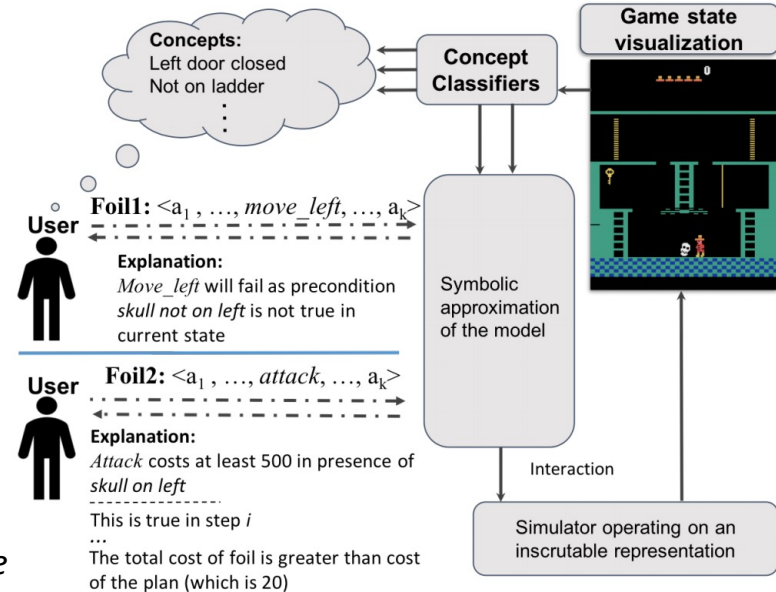 Concepts:
Left door closed
Not on ladder
⋮
Concept
Classifiers
Game state
visualization
0
User
Foil1: <a₁ , …, move_left, …, aₖ>
Explanation:
Move_left will fail as precondition
skull not on left is not true in
current state
Symbolic
approximation
of the model
User
Foil2: <a₁ , …, attack, …, aₖ>
Explanation:
Attack costs at least 500 in presence of
skull on left
This is true in step i
…
The total cost of foil is greater than cost
of the plan (which is 20)
Interaction
Simulator operating on an
inscrutable representation
e